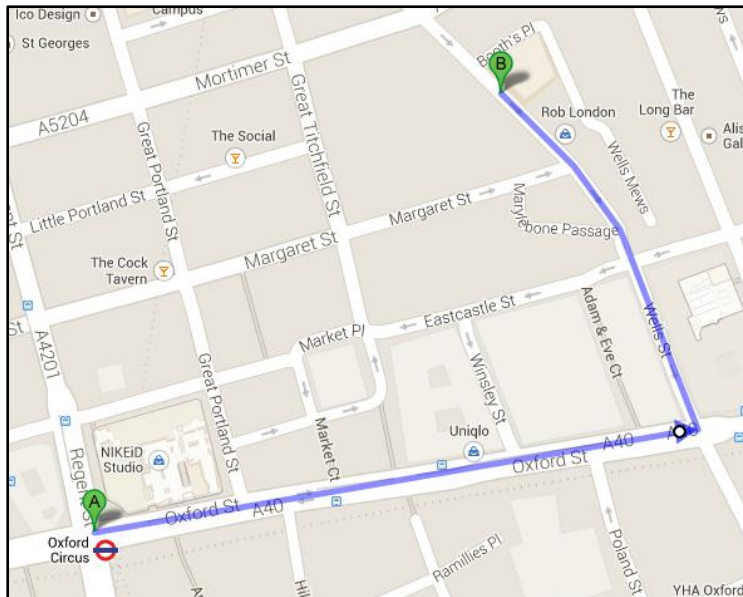 Ico Design
Campus
St Georges
Mortimer St
A5204
Booth's Pl
B
The
Long Bar
Rob London
The Social
Great Portland St
Great Titchfield St
Wells Mews
Little Portland St
Margaret St
Marylebone Passage
Margaret St
The Cock
Tavern
St
A4201
Eastcastle St
Market Pl
Adam & Eve Ct
Wells St
Winsley St
Great Portland St
Market Ct
Uniqlo
NIKEiD
Studio
Regent St
A
Oxford St
A40
Oxford St
A40
Oxford
Circus
Ramillies Pl
Poland St
YHA Oxford